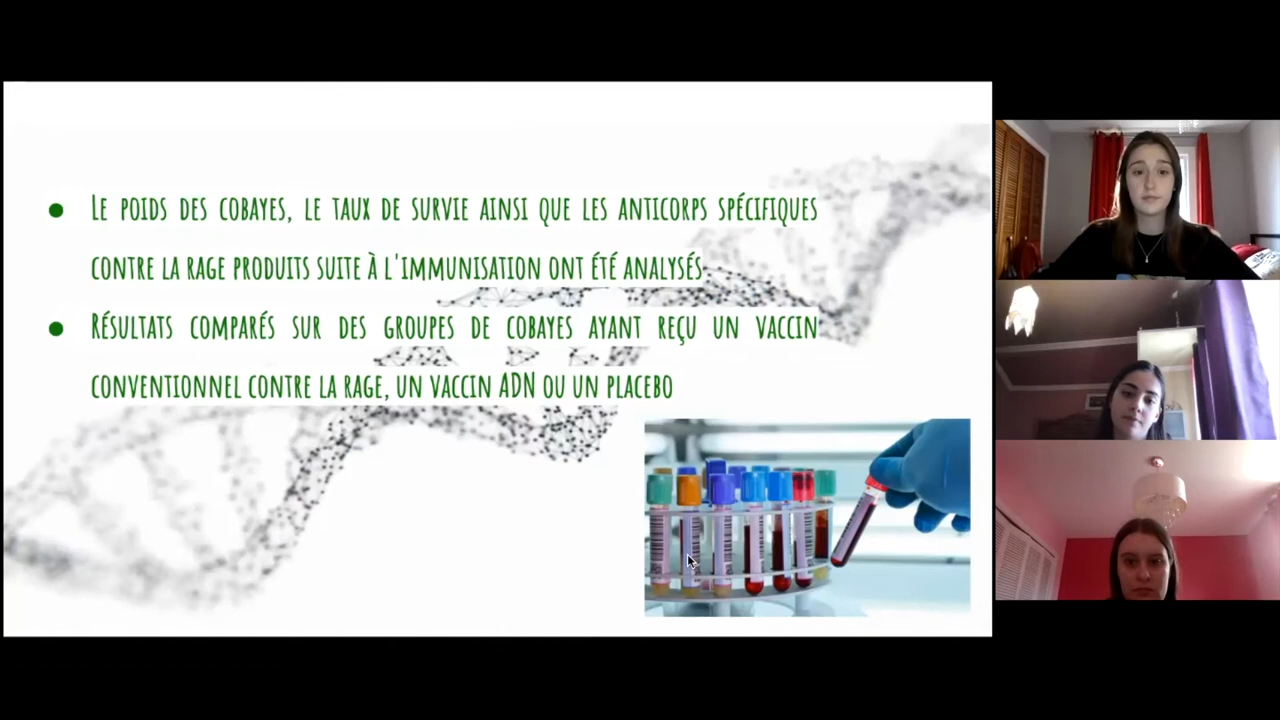 ● Le poids des cobayes, le taux de survie ainsi que les anticorps spécifiques
contre la rage produits suite à l'immunisation ont été analysés
● Résultats comparés sur des groupes de cobayes ayant reçu un vaccin
conventionnel contre la rage, un vaccin ADN ou un placebo